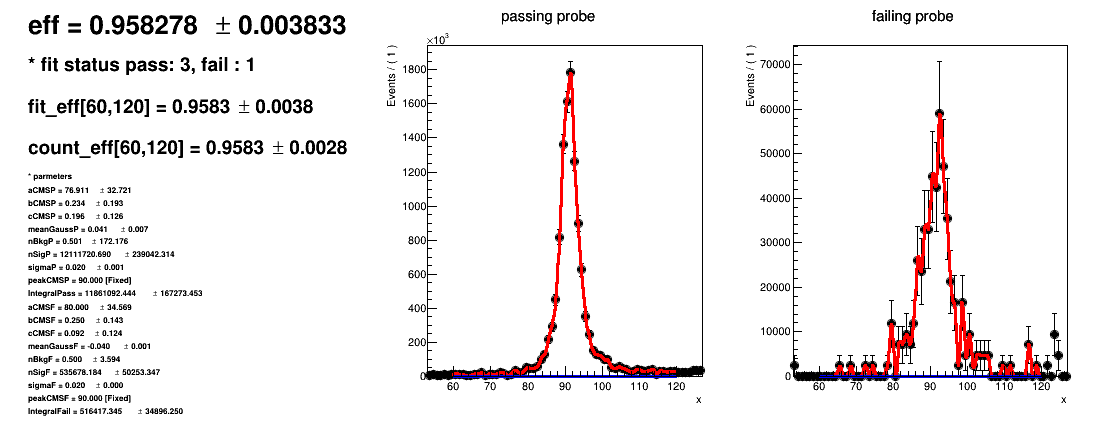 eff = 0.958278 ± 0.003833
* fit status pass: 3, fail : 1
fit_eff[60,120] = 0.9583 ± 0.0038
count_eff[60,120] = 0.9583 ± 0.0028
* parmeters
aCMSP = 76.911 ± 32.721
bCMSP = 0.234 ± 0.193
cCMSP = 0.196 ± 0.126
meanGaussP = 0.041 ± 0.007
nBkgP = 0.501 ± 172.176
nSigP = 12111720.690 ± 239042.314
sigmaP = 0.020 ± 0.001
peakCMSP = 90.000 [Fixed]
IntegralPass = 11861092.444 ± 167273.453
aCMSF = 80.000 ± 34.569
bCMSF = 0.250 ± 0.143
cCMSF = 0.092 ± 0.124
meanGaussF = -0.040 ± 0.001
nBkgF = 0.500 ± 3.594
nSigF = 535678.184 ± 50253.347
sigmaF = 0.020 ± 0.000
peakCMSF = 90.000 [Fixed]
IntegralFail = 516417.345 ± 34896.250
passing probe
×10³
Events / ( 1 )
1800
1600
1400
1200
1000
800
600
400
200
0
60 70 80 90 100 110 120
x
failing probe
Events / ( 1 )
70000
60000
50000
40000
30000
20000
10000
0
60 70 80 90 100 110 120
x